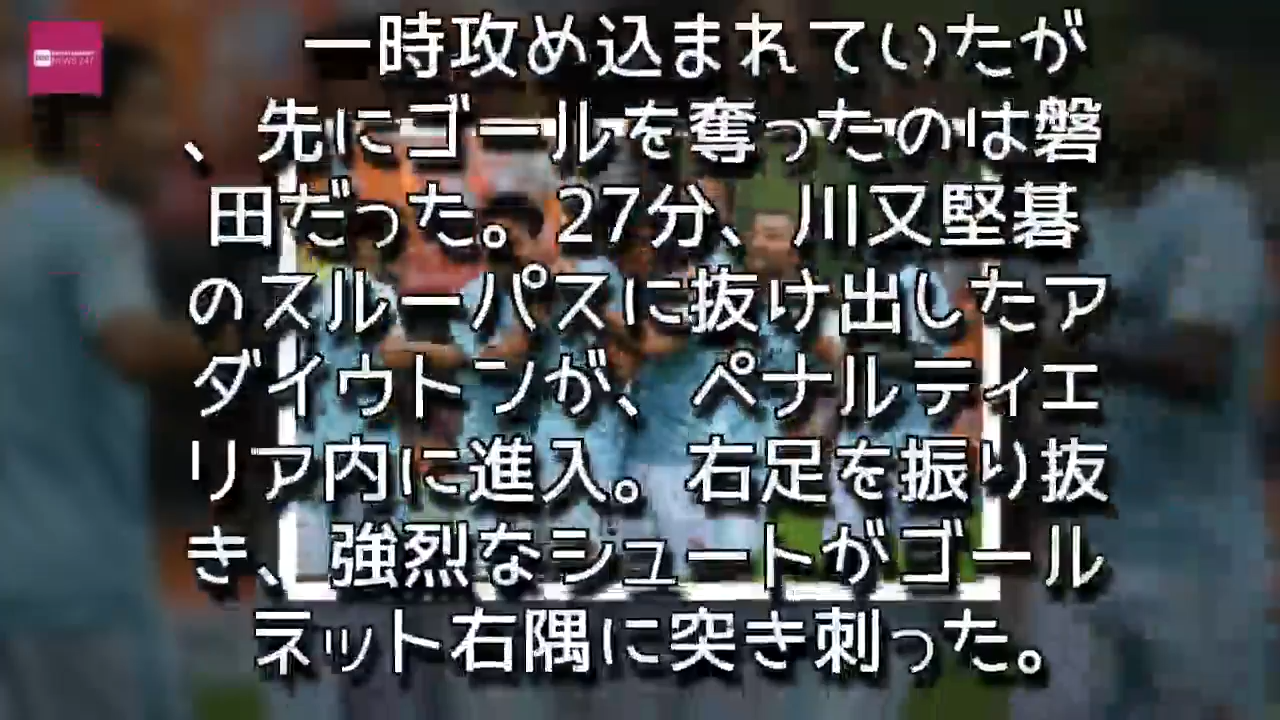 一時攻め込まれていたが
、先にゴールを奪ったのは磐
田だった。27分、川又堅碁
のスルーパスに抜け出したア
ダイウトンが、ペナルティエ
リア内に進入。右足を振り抜
き、強烈なシュートがゴール
ネット右隅に突き刺った。
NEWS 247